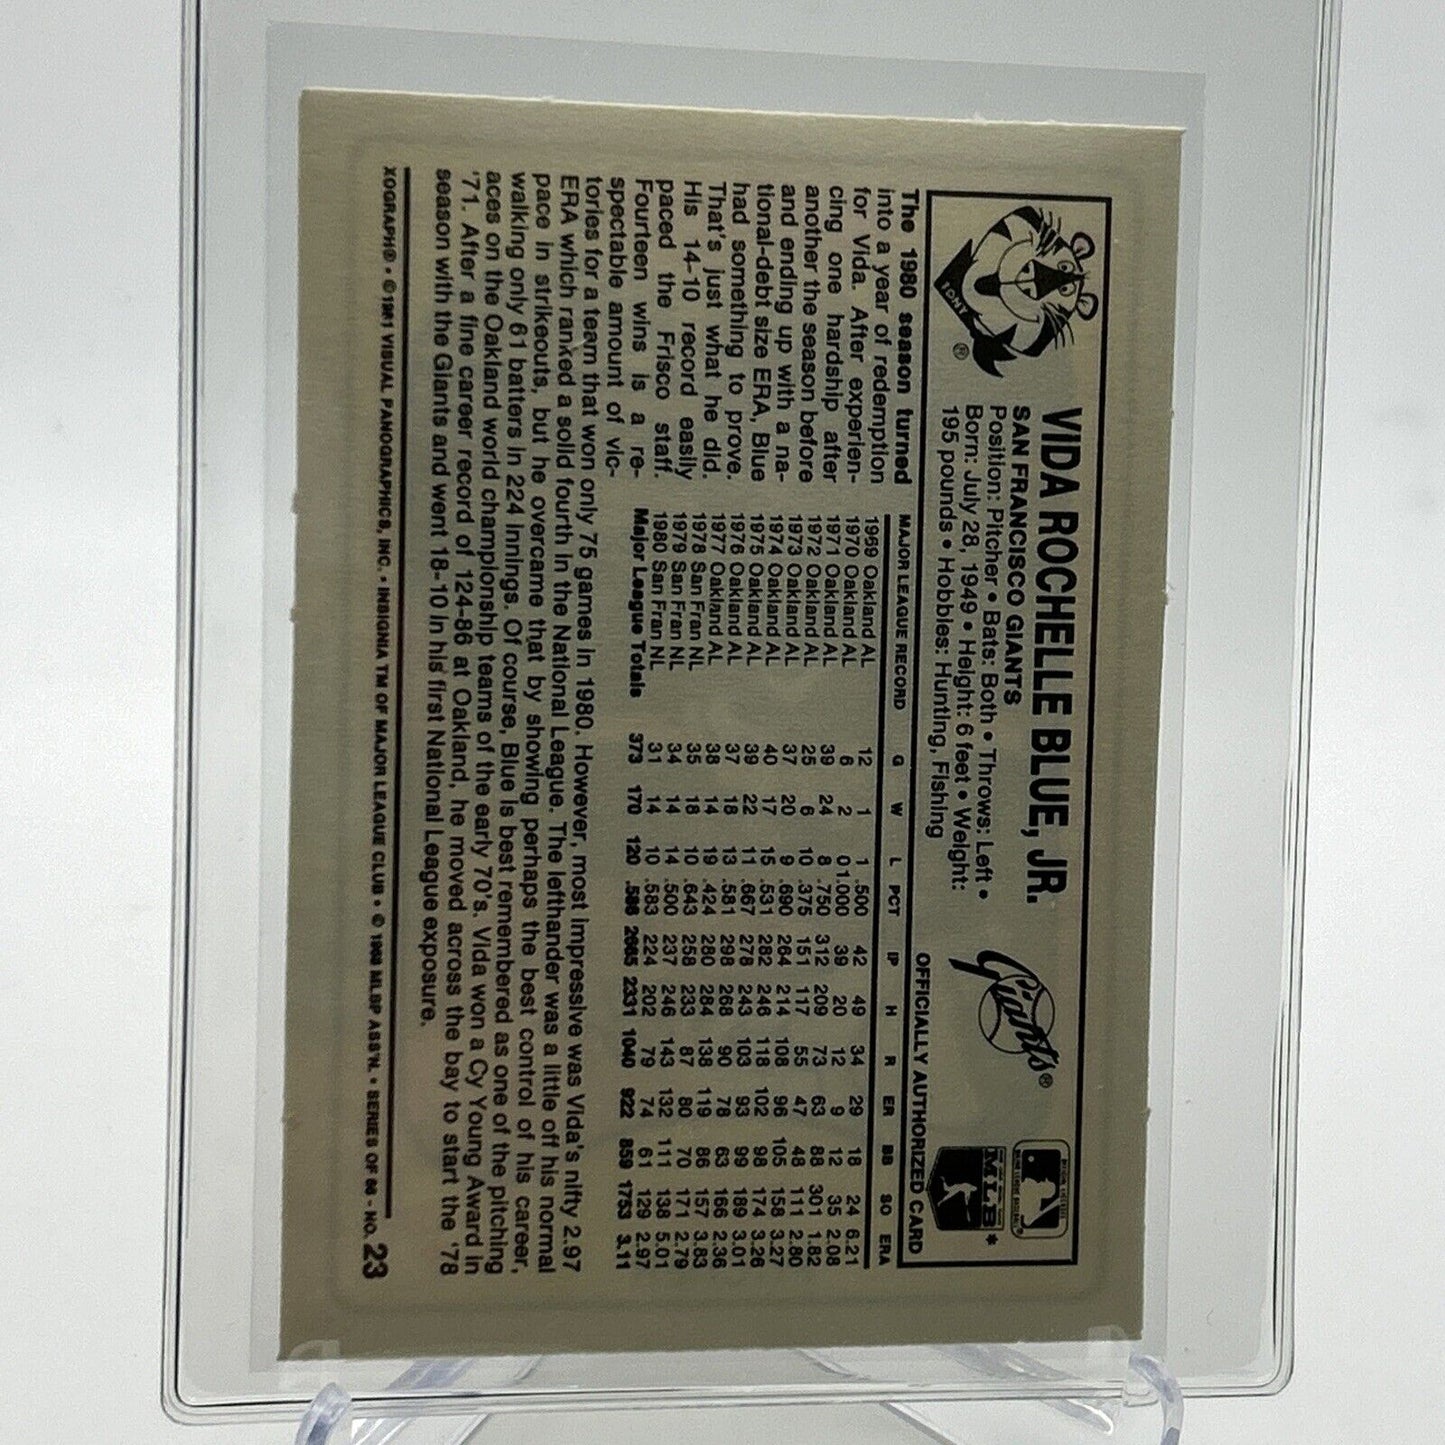 TONY
®
VIDA ROCHELLE BLUE, JR.
SAN FRANCISCO GIANTS
Position: Pitcher • Bats: Both • Throws: Left •
Born: July 28, 1949 • Height: 6 feet • Weight:
195 pounds • Hobbies: Hunting, Fishing
Giants®
MLB*
OFFICIALLY AUTHORIZED CARD
The 1980 season turned
into a year of redemption
for Vida. After experien-
cing one hardship after
another the season before
and ending up with a na-
tional-debt size ERA, Blue
had something to prove.
That's just what he did.
His 14-10 record easily
paced the Frisco staff.
Fourteen wins is a re-
spectable amount of vic-
MAJOR LEAGUE RECORD G W L PCT IP H R ER BB SO ERA
1969 Oakland AL 12 1 1 .500 42 49 34 29 18 24 6.21
1970 Oakland AL 6 2 0 1.000 39 20 12 9 12 35 2.08
1971 Oakland AL 39 24 8 .750 312 209 73 63 88 301 1.82
1972 Oakland AL 25 6 10 .375 151 117 55 47 48 111 2.80
1973 Oakland AL 37 20 9 .690 264 214 108 96 105 158 3.27
1974 Oakland AL 40 17 15 .531 282 246 118 102 98 174 3.26
1975 Oakland AL 39 22 11 .667 278 243 103 93 99 189 3.01
1976 Oakland AL 37 18 13 .581 298 268 90 78 63 166 2.36
1977 Oakland AL 38 14 19 .424 280 284 138 119 86 157 3.83
1978 San Fran NL 35 18 10 .643 258 233 87 80 70 171 2.79
1979 San Fran NL 34 14 14 .500 237 246 143 132 111 138 5.01
1980 San Fran NL 31 14 10 .583 224 202 79 74 61 129 2.97
Major League Totals 373 170 120 .586 2665 2331 1040 922 859 1753 3.11
tories for a team that won only 75 games in 1980. However, most impressive was Vida's nifty 2.97
ERA which ranked a solid fourth in the National League. The lefthander was a little off his normal
pace in strikeouts, but he overcame that by showing perhaps the best control of his career,
walking only 61 batters in 224 innings. Of course, Blue is best remembered as one of the pitching
aces on the Oakland world championship teams of the early 70's. Vida won a Cy Young Award in
'71. After a fine career record of 124-86 at Oakland, he moved across the bay to start the '78
season with the Giants and went 18-10 in his first National League exposure.
XOGRAPH® • © 1981 VISUAL PANOGRAPHICS, INC. • INSIGNIA TM OF MAJOR LEAGUE CLUB • © 1968 MLBP ASS'N. • SERIES OF 66 - NO. 23